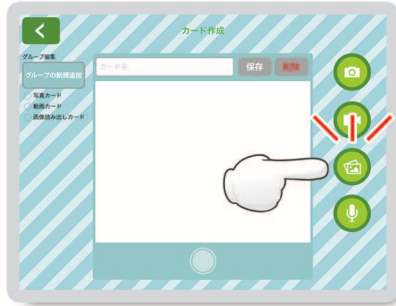 カード作成
グループ編集
グループの新規追加
写真カード
動画カード
画像読み出しカード
カード名
保存
削除